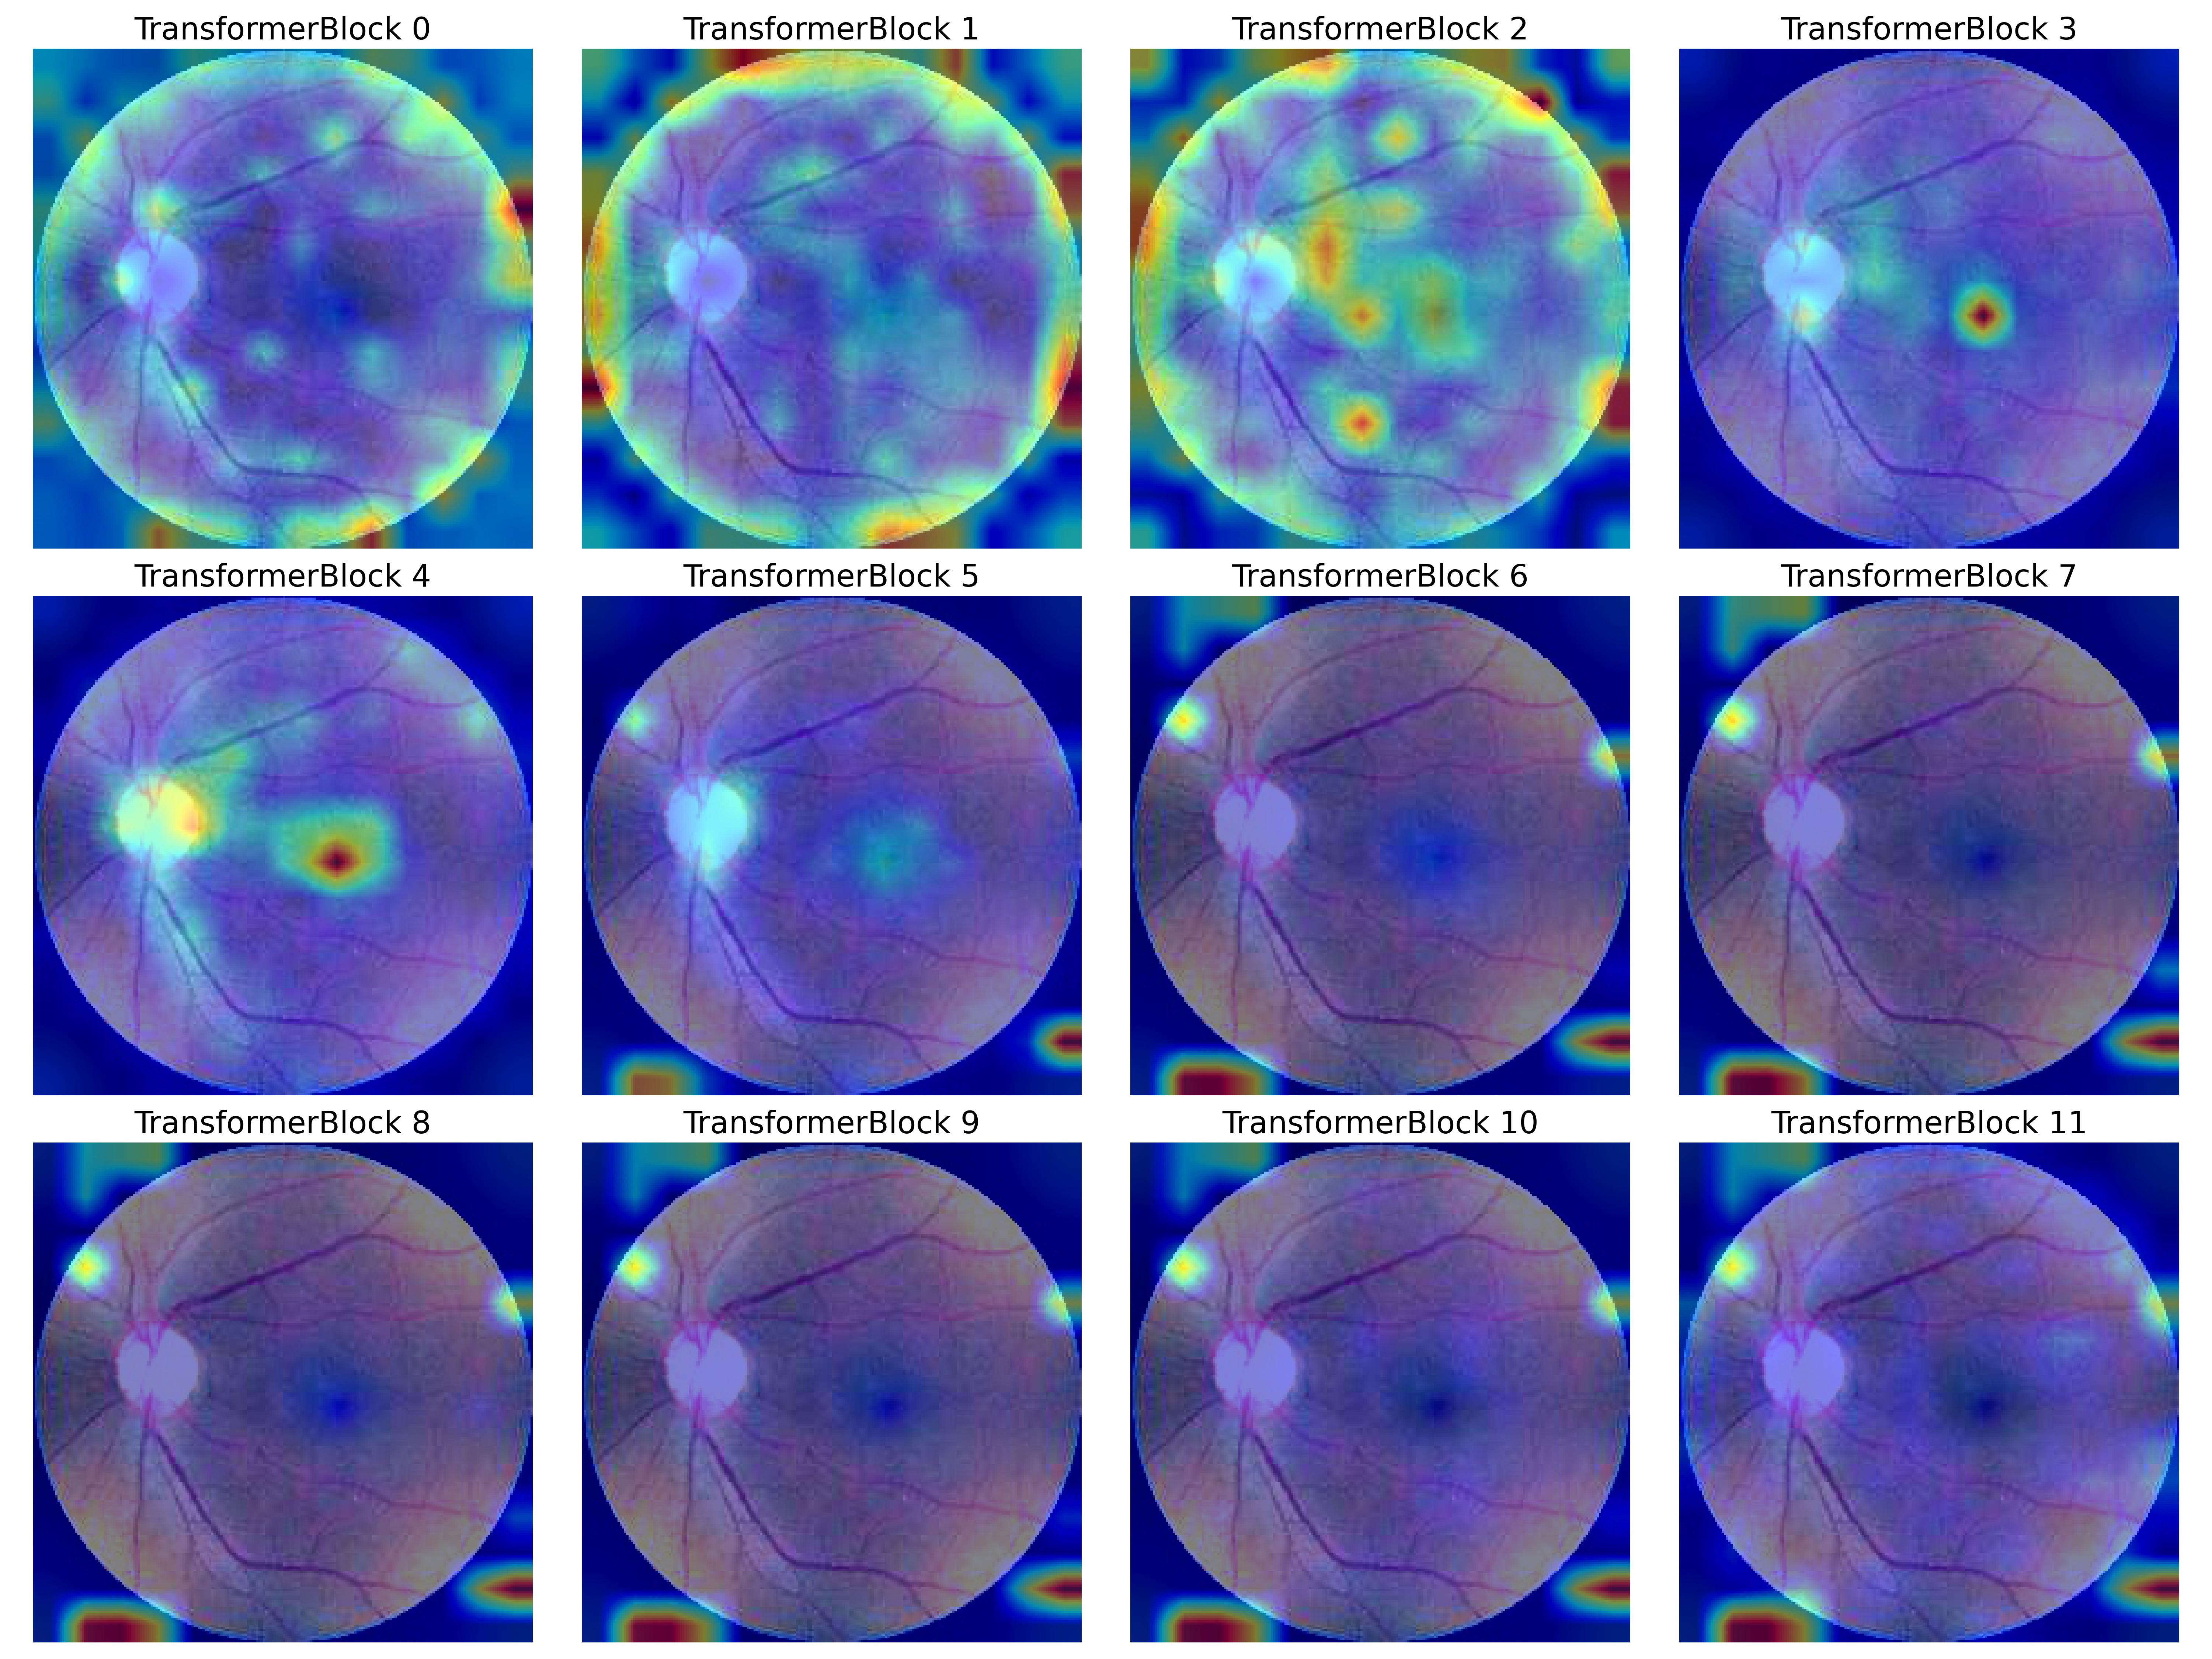 TransformerBlock 0
TransformerBlock 1
TransformerBlock 2
TransformerBlock 3
TransformerBlock 4
TransformerBlock 5
TransformerBlock 6
TransformerBlock 7
TransformerBlock 8
TransformerBlock 9
TransformerBlock 10
TransformerBlock 11